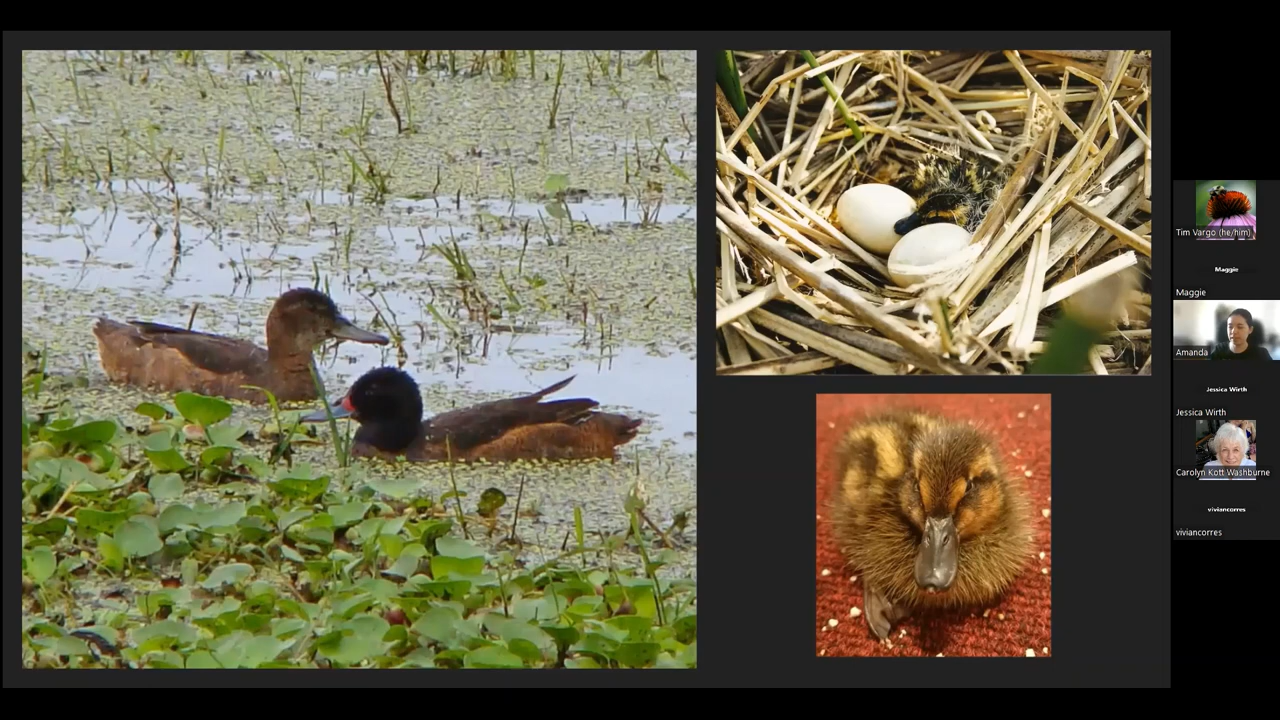 Tim Vargo (he/him)
Maggie
Maggie
Amanda
Jessica Wirth
Jessica Wirth
Carolyn Kott Washburne
viviancorres
viviancorres